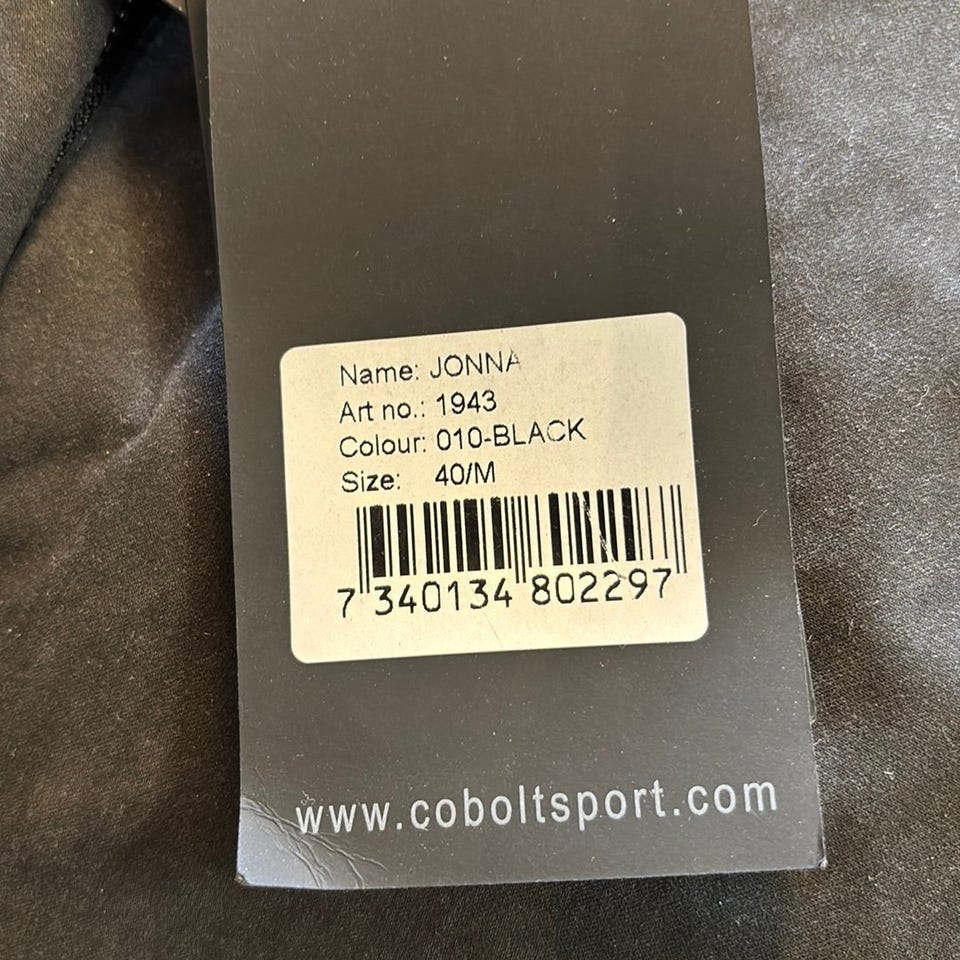 Name: JONNA
Art no.: 1943
Colour: 010-BLACK
Size: 40/M
7 340134 802297
www.coboltsport.com